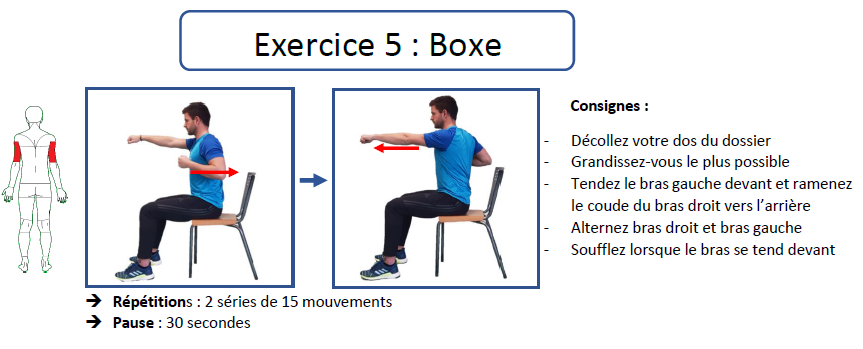 Exercice 5 : Boxe
Consignes :
- Décollez votre dos du dossier
- Grandissez-vous le plus possible
- Tendez le bras gauche devant et ramenez
le coude du bras droit vers l’arrière
- Alternez bras droit et bras gauche
- Soufflez lorsque le bras se tend devant
➔ Répétitions : 2 séries de 15 mouvements
➔ Pause : 30 secondes